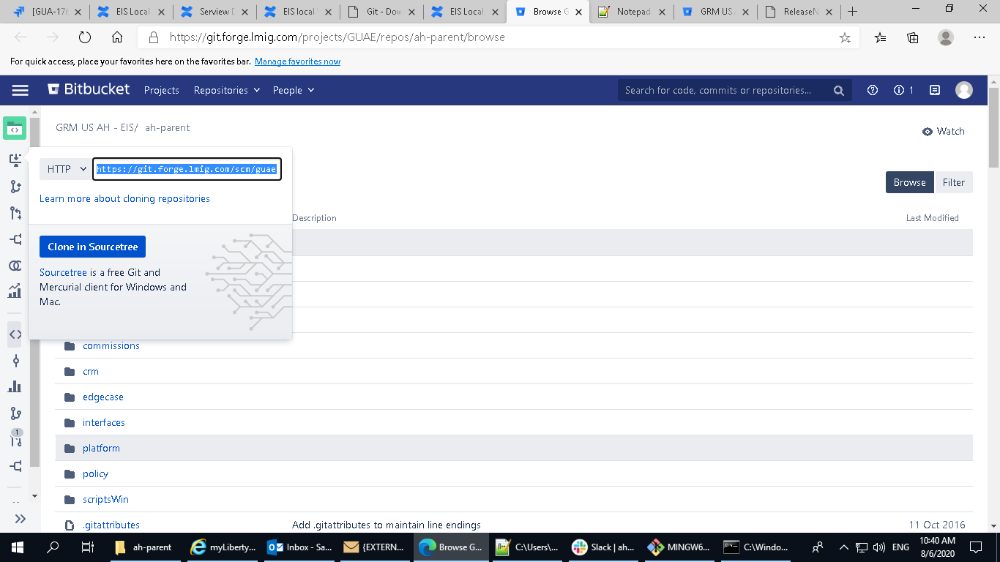 [GUA-176
EIS Local
Serview D
EIS local
Git - Dow
EIS Local
Browse G
Notepad
GRM US A
ReleaseN
https://git.forge.lmig.com/projects/GUAE/repos/ah-parent/browse
For quick access, place your favorites here on the favorites bar. Manage favorites now
Bitbucket Projects Repositories People Search for code, commits or repositories... 1
GRM US AH - EIS/ ah-parent
Watch
HTTP https://git.forge.lmig.com/scm/guae
Learn more about cloning repositories
Browse Filter
Description Last Modified
Clone in Sourcetree
Sourcetree is a free Git and
Mercurial client for Windows and
Mac.
commissions
crm
edgecase
interfaces
platform
1
policy
scriptsWin
.gitattributes Add .gitattributes to maintain line endings 11 Oct 2016
ah-parent
myLiberty...
Inbox - Sa...
{EXTERN...
Browse G...
C:\Users\...
Slack | ah...
MINGW6...
C:\Windo...
ENG
10:40 AM
8/6/2020